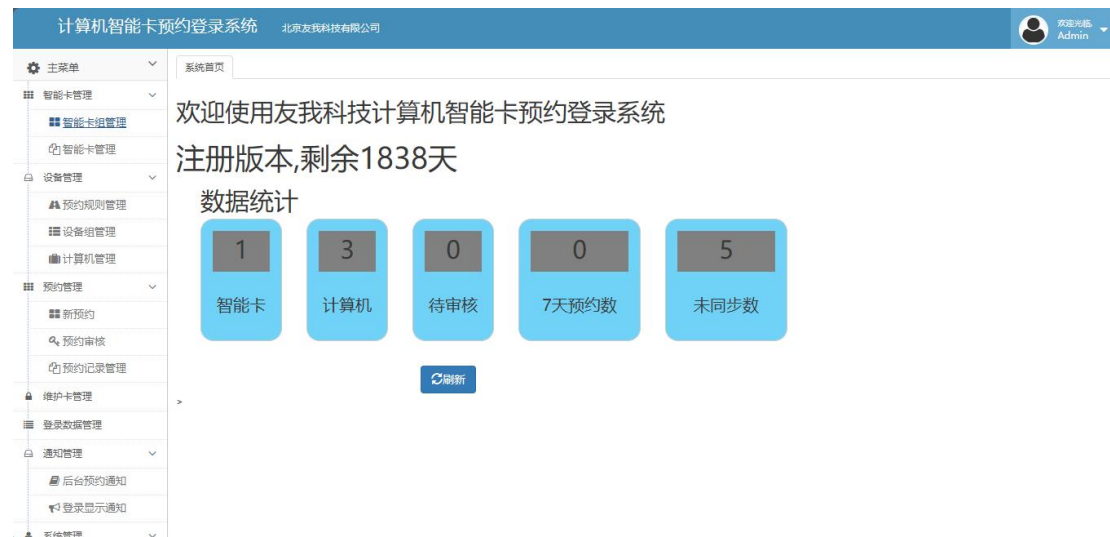 计算机智能卡预约登录系统 北京友我科技有限公司
欢迎光临
Admin
主菜单
智能卡管理
智能卡组管理
智能卡管理
设备管理
预约规则管理
设备组管理
计算机管理
预约管理
新预约
预约审核
预约记录管理
维护卡管理
登录数据管理
通知管理
后台预约通知
登录显示通知
系统管理
系统首页
欢迎使用友我科技计算机智能卡预约登录系统
注册版本,剩余1838天
数据统计
1 3 0 0 5
智能卡 计算机 待审核 7天预约数 未同步数
刷新
>